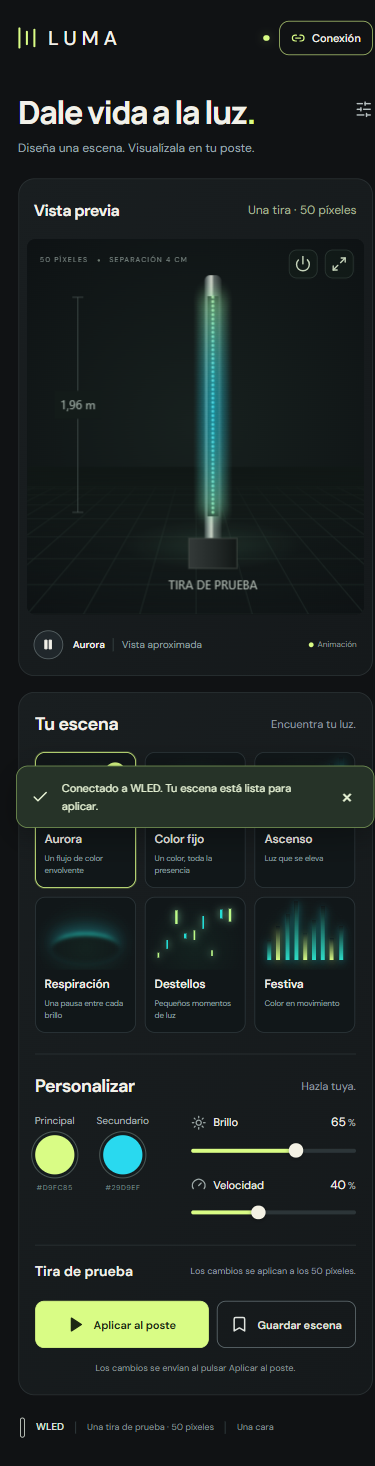 LUMA
Conexión
Dale vida a la luz.
Diseña una escena. Visualízala en tu poste.
Vista previa
Una tira · 50 píxeles
50 PÍXELES • SEPARACIÓN 4 CM
1,96 m
TIRA DE PRUEBA
Aurora
Vista aproximada
Animación
Tu escena
Encuentra tu luz.
Conectado a WLED. Tu escena está lista para
aplicar.
Aurora
Un flujo de color
envolvente
Color fijo
Un color, toda la
presencia
Ascenso
Luz que se eleva
Respiración
Una pausa entre cada
brillo
Destellos
Pequeños momentos
de luz
Festiva
Color en movimiento
Personalizar
Hazla tuya.
Principal
Secundario
#D9FC85
#29D9EF
Brillo
65 %
Velocidad
40 %
Tira de prueba
Los cambios se aplican a los 50 píxeles.
Aplicar al poste
Guardar escena
Los cambios se envían al pulsar Aplicar al poste.
WLED
Una tira de prueba · 50 píxeles
Una cara